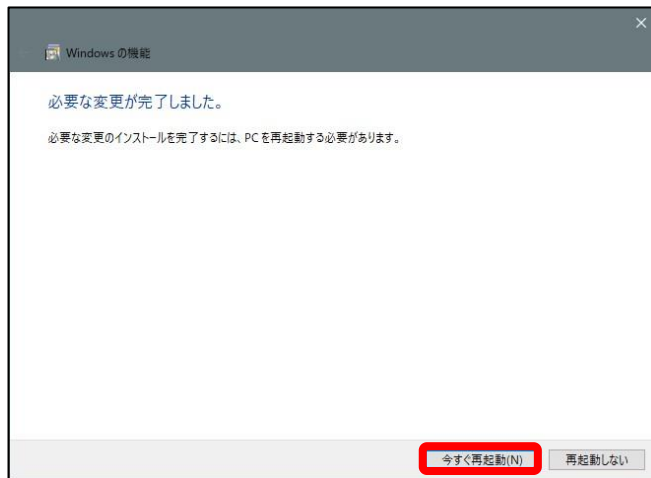 Windows の機能
必要な変更が完了しました。
必要な変更のインストールを完了するには、PC を再起動する必要があります。
今すぐ再起動(N)
再起動しない